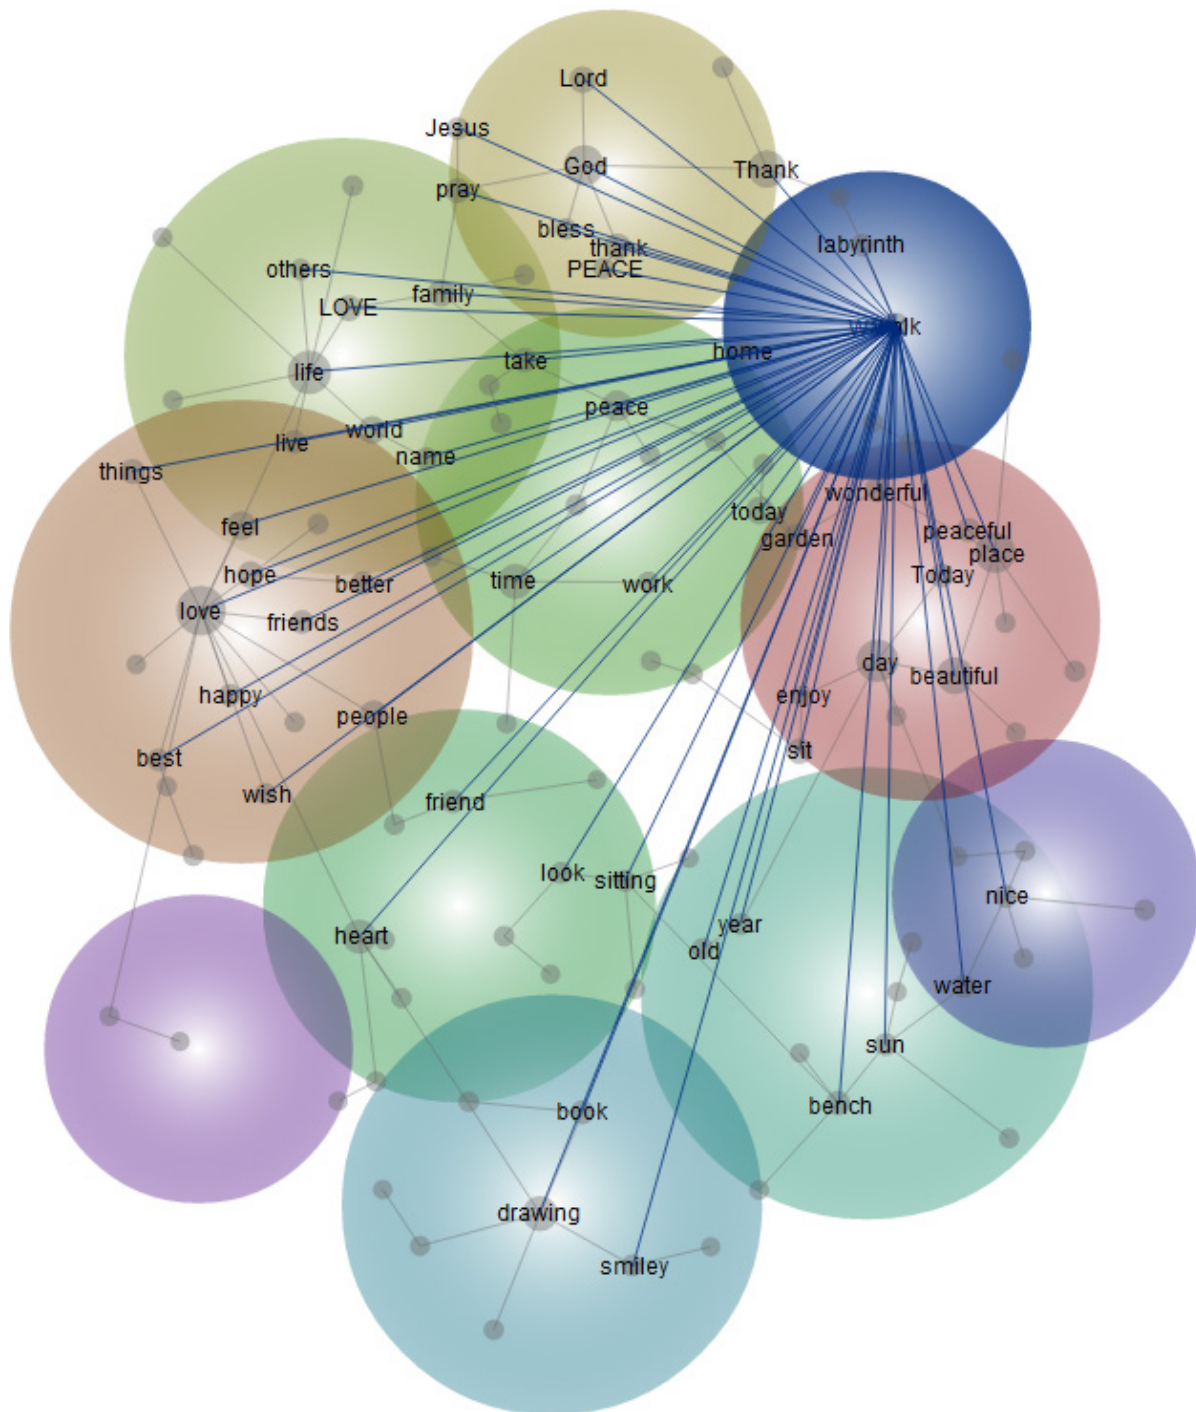 Lord
Jesus
God
Thank
pray
bless
labyrinth
thank
others
PEACE
LOVE
family
home
take
life
peace
live
world
things
name
wonderful
today
feel
peaceful
garden
place
hope
better
time
work
Today
love
friends
day
beautiful
happy
enjoy
people
best
sit
wish
friend
look
sitting
nice
year
heart
old
water
sun
bench
book
drawing
smiley